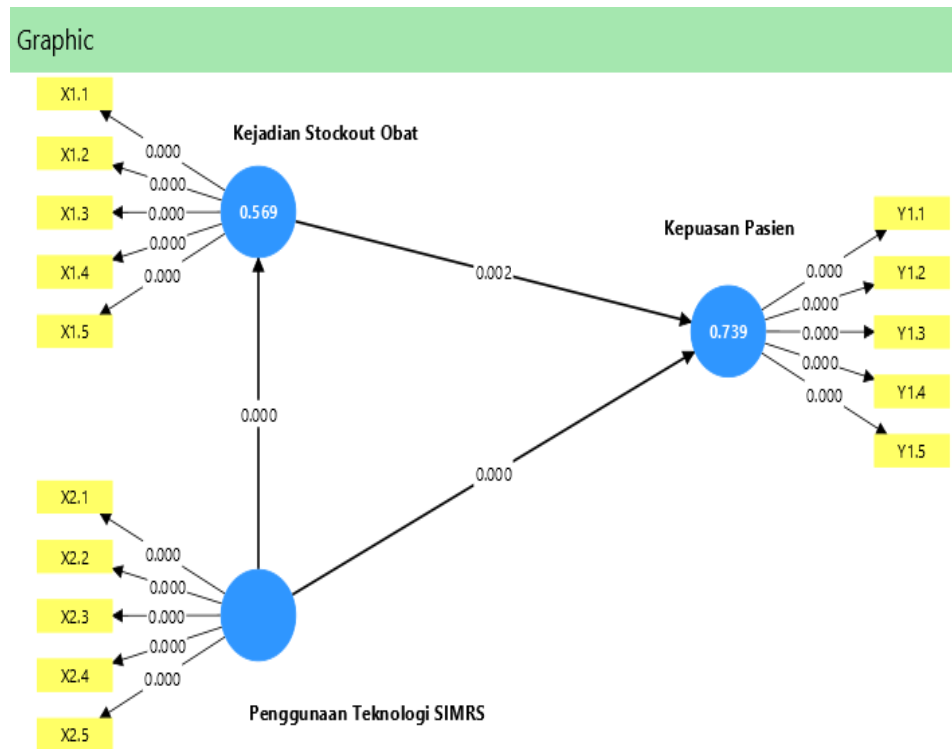 Graphic
X1.1
Kejadian Stockout Obat
0.000
X1.2
0.000
X1.3
0.000
0.569
X1.4
0.000
X1.5
0.000
Kepuasan Pasien
Y1.1
0.002
0.000
Y1.2
0.000
0.739
0.000
Y1.3
0.000
Y1.4
0.000
Y1.5
0.000
0.000
X2.1
0.000
X2.2
0.000
X2.3
0.000
X2.4
0.000
X2.5
0.000
Penggunaan Teknologi SIMRS